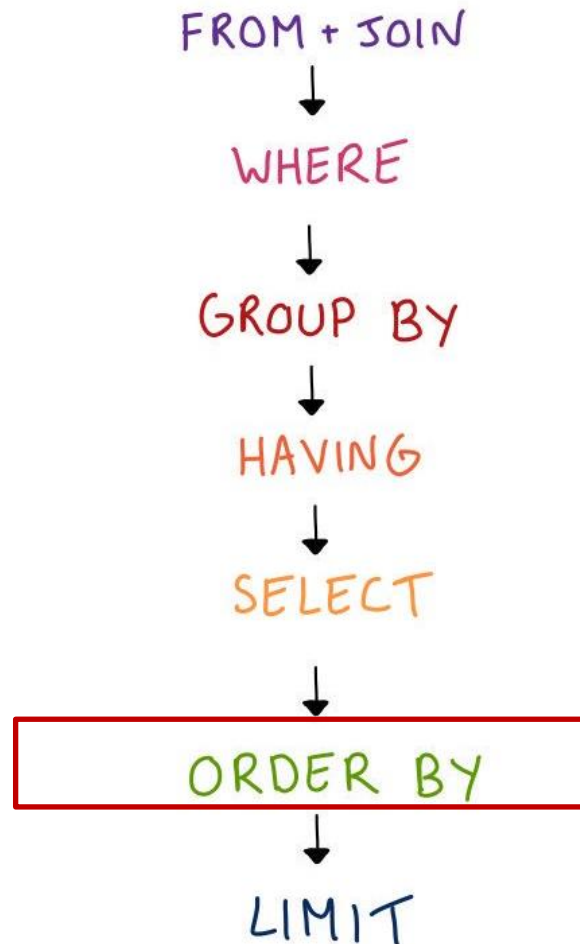 FROM + JOIN
WHERE
GROUP BY
HAVING
SELECT
ORDER BY
LIMIT